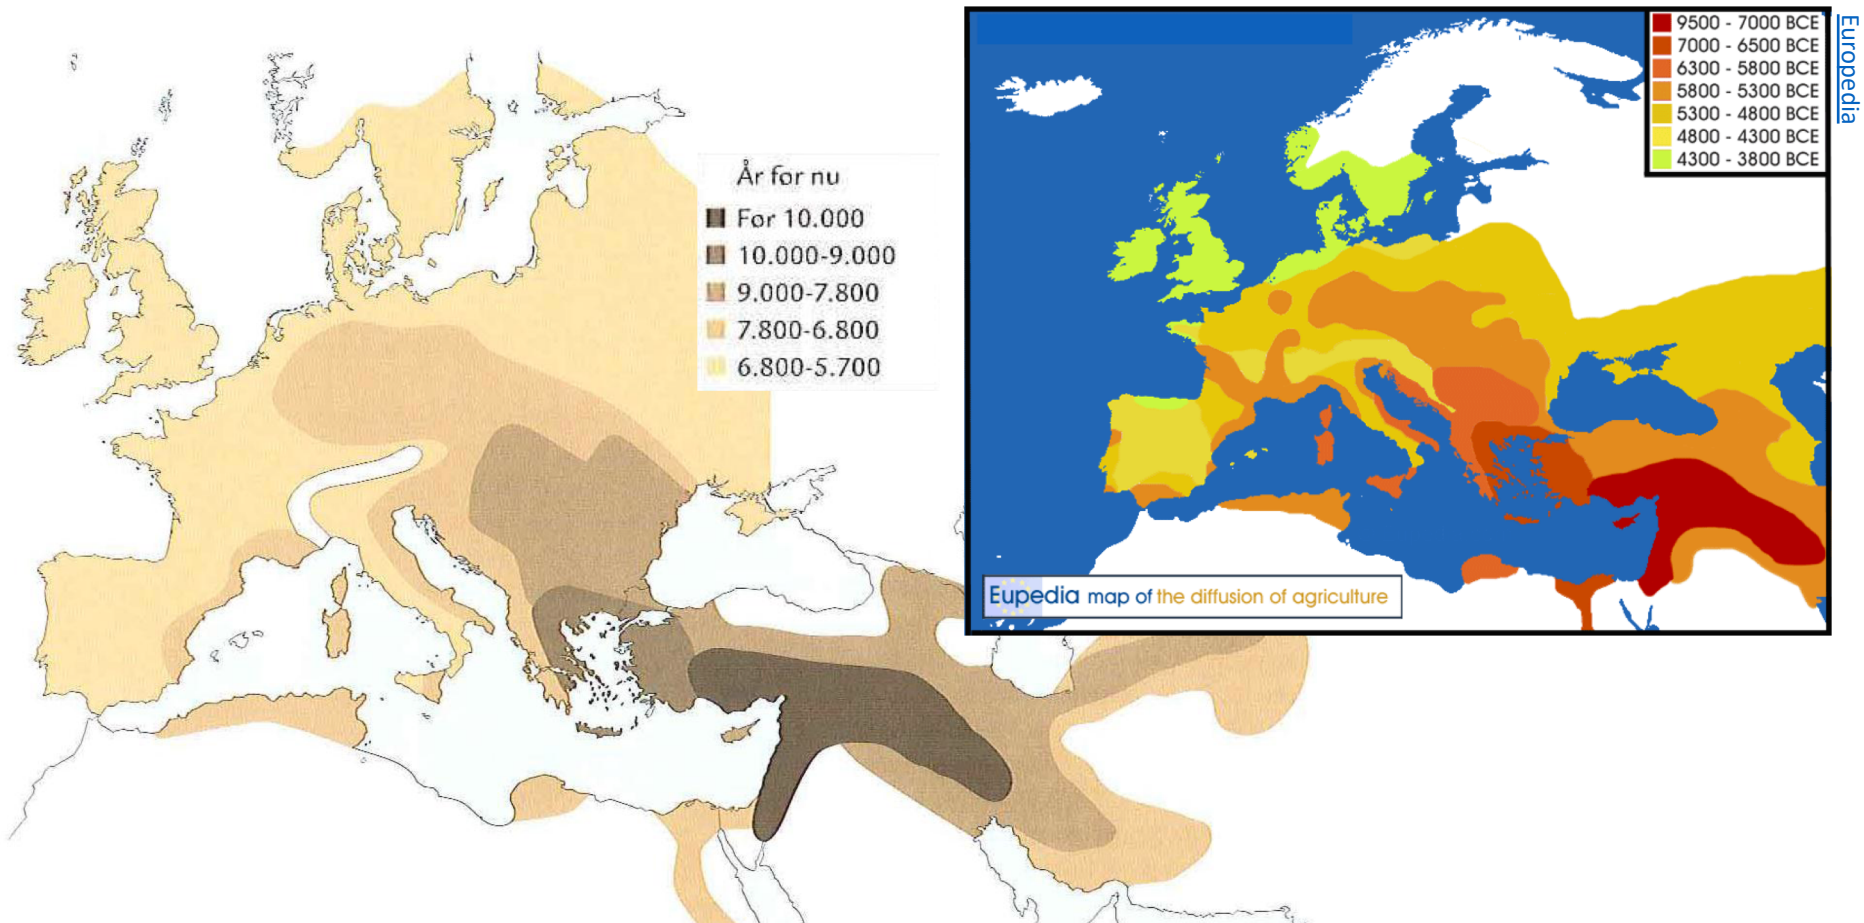 År før nu
Før 10.000
10.000-9.000
9.000-7.800
7.800-6.800
6.800-5.700
9500 - 7000 BCE
7000 - 6500 BCE
6300 - 5800 BCE
5800 - 5300 BCE
5300 - 4800 BCE
4800 - 4300 BCE
4300 - 3800 BCE
Europedia
Eupedia map of the diffusion of agriculture